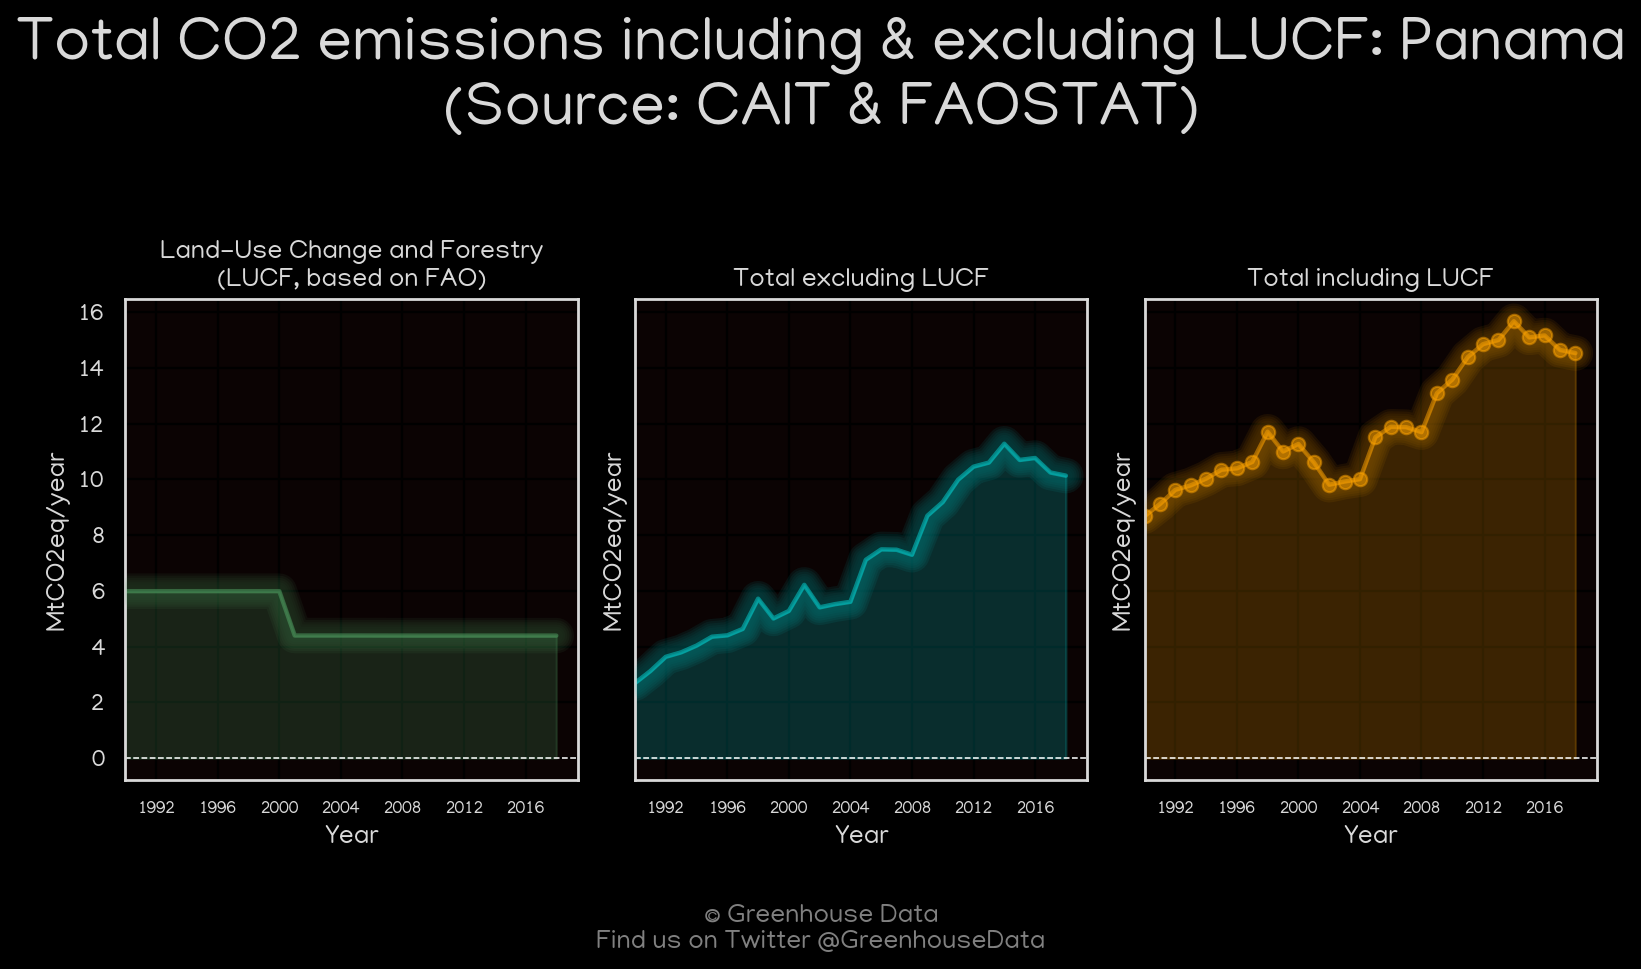 Total CO2 emissions including & excluding LUCF: Panama
(Source: CAIT & FAOSTAT)
Land-Use Change and Forestry
(LUCF, based on FAO)
Total excluding LUCF
Total including LUCF
16
14
12
10
8
6
4
2
0
MtCO2eq/year
MtCO2eq/year
MtCO2eq/year
1992 1996 2000 2004 2008 2012 2016
1992 1996 2000 2004 2008 2012 2016
1992 1996 2000 2004 2008 2012 2016
Year
Year
Year
© Greenhouse Data
Find us on Twitter @GreenhouseData